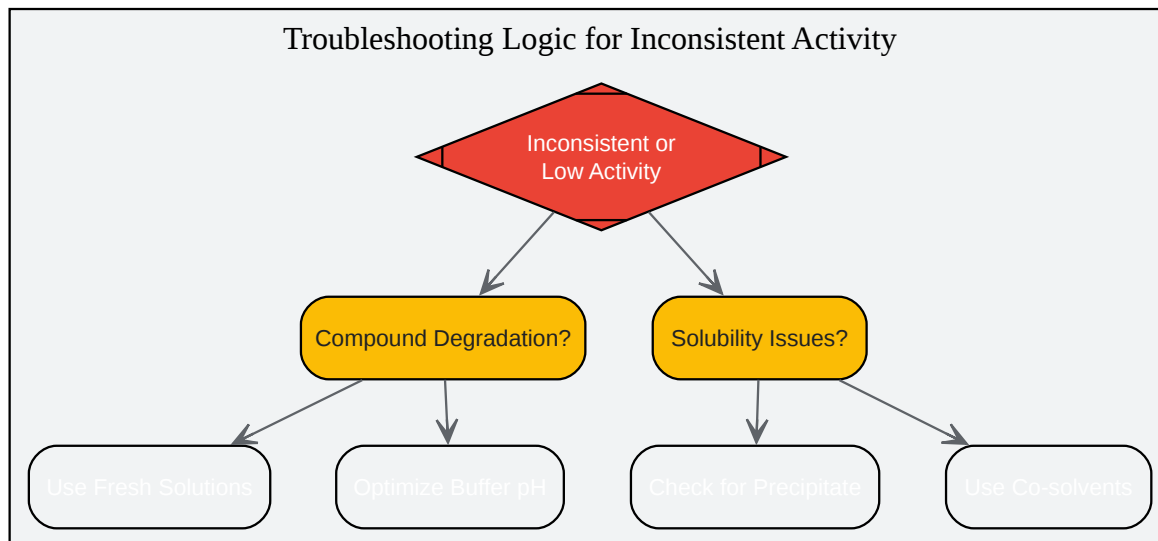 Troubleshooting Logic for Inconsistent Activity
Inconsistent or
Low Activity
Compound Degradation?
Solubility Issues?
Use Fresh Solutions
Optimize Buffer pH
Check for Precipitate
Use Co-solvents